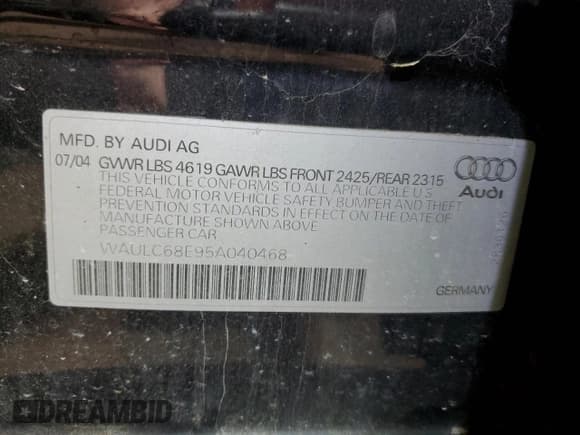 MFD. BY AUDI AG
07/04 GVWR LBS 4619 GAWR LBS FRONT 2425/REAR 2315
THIS VEHICLE CONFORMS TO ALL APPLICABLE U S
FEDERAL MOTOR VEHICLE SAFETY BUMPER AND THEFT
PREVENTION STANDARDS IN EFFECT ON THE DATE OF
MANUFACTURE SHOWN ABOVE
PASSENGER CAR
WAULC68E95A040468
Audi
GERMANY
DREAMBID